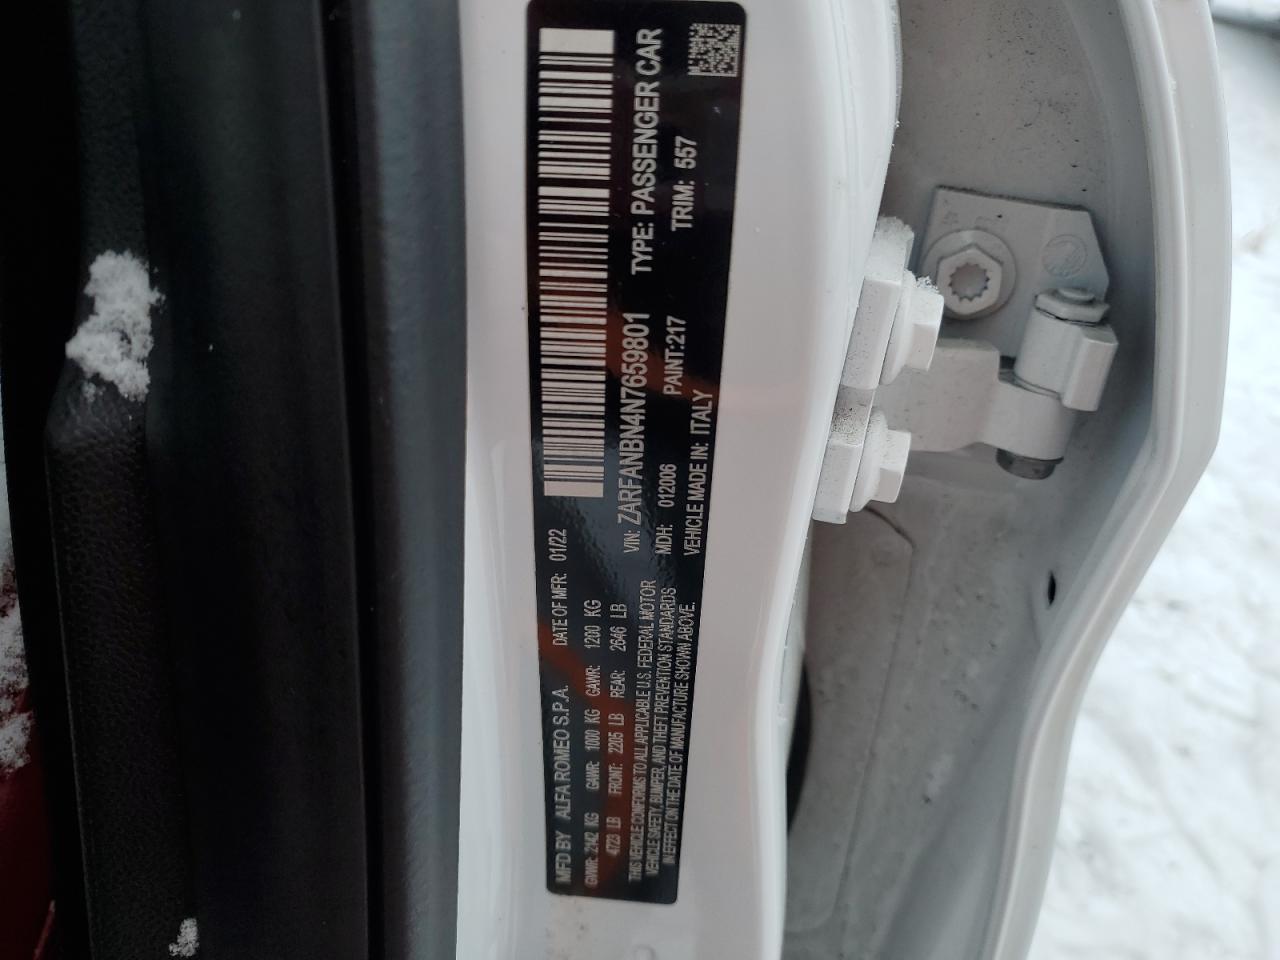 MFD BY ALFA ROMEO S.P.A. DATE OF MFR: 01/22
GVWR: 2142 KG GAWR: 1000 KG GAWR: 1200 KG
4723 LB FRONT: 2205 LB REAR: 2646 LB
THIS VEHICLE CONFORMS TO ALL APPLICABLE U.S. FEDERAL MOTOR
VEHICLE SAFETY, BUMPER, AND THEFT PREVENTION STANDARDS
IN EFFECT ON THE DATE OF MANUFACTURE SHOWN ABOVE.
VIN: ZARFANBN4N7659801 TYPE: PASSENGER CAR
MDH: 012006 PAINT:217 TRIM: 557
VEHICLE MADE IN: ITALY